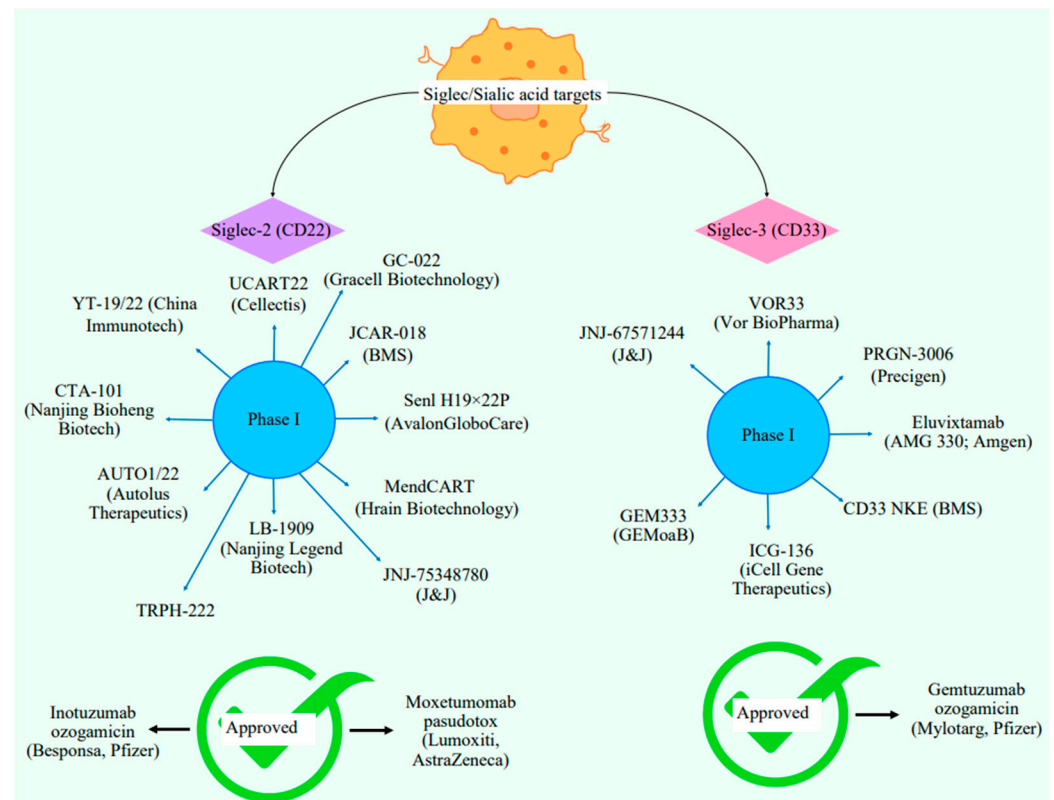 Siglec/Sialic acid targets
Siglec-2 (CD22)
Siglec-3 (CD33)
GC-022
(Gracell Biotechnology)
UCART22
(Cellectis)
YT-19/22 (China
Immunotech)
JCAR-018
(BMS)
CTA-101
(Nanjing Bioheng
Biotech)
Phase I
Senl H19×22P
(AvalonGloboCare)
AUTO1/22
(Autolus
Therapeutics)
MendCART
(Hrain Biotechnology)
LB-1909
(Nanjing Legend
Biotech)
JNJ-75348780
(J&J)
TRPH-222
VOR33
(Vor BioPharma)
JNJ-67571244
(J&J)
PRGN-3006
(Precigen)
Phase I
Eluvixtamab
(AMG 330; Amgen)
CD33 NKE (BMS)
GEM333
(GEMoaB)
ICG-136
(iCell Gene
Therapeutics)
Inotuzumab
ozogamicin
(Besponsa, Pfizer)
Approved
Moxetumomab
pasudotox
(Lumoxiti,
AstraZeneca)
Approved
Gemtuzumab
ozogamicin
(Mylotarg, Pfizer)